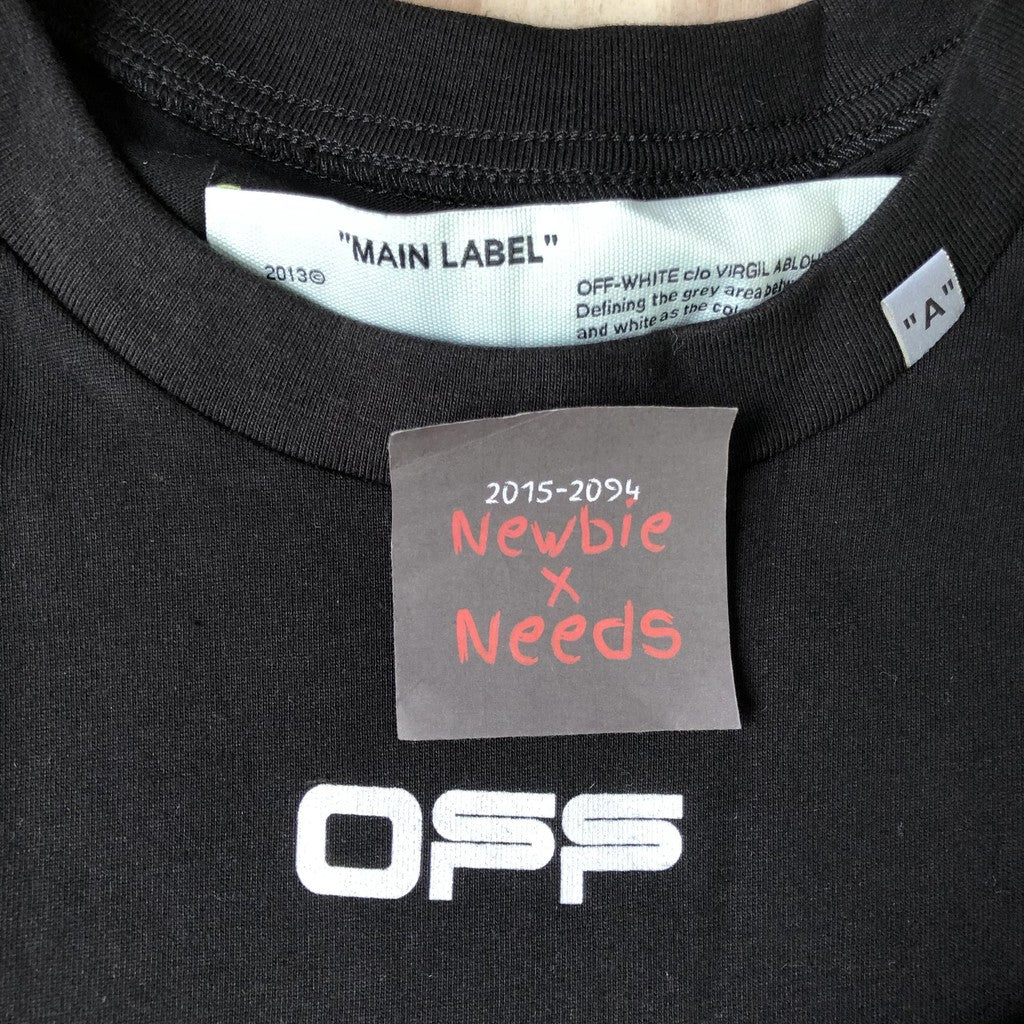 "MAIN LABEL"
2013©
OFF-WHITE c/o VIRGIL ABLOH
Defining the grey area
and white as the
"A"
2015-2094
Newbie
x
Needs
OFF